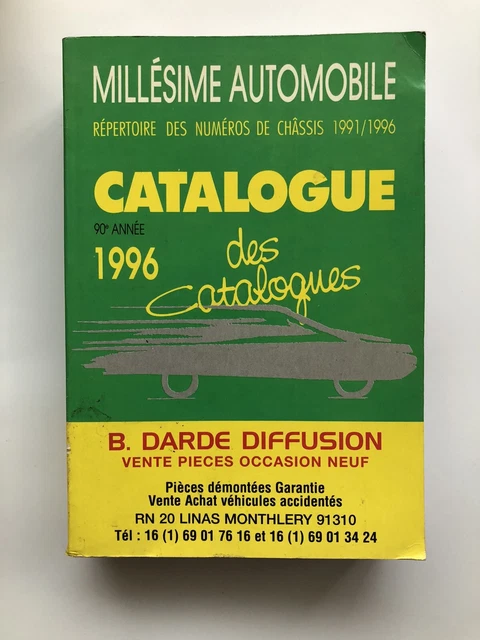 MILLÉSIME AUTOMOBILE
RÉPERTOIRE DES NUMÉROS DE CHÂSSIS 1991/1996
CATALOGUE
90e ANNÉE
1996
des
Catalogues
B. DARDE DIFFUSION
VENTE PIECES OCCASION NEUF
Pièces démontées Garantie
Vente Achat véhicules accidentés
RN 20 LINAS MONTHLERY 91310
Tél : 16 (1) 69 01 76 16 et 16 (1) 69 01 34 24